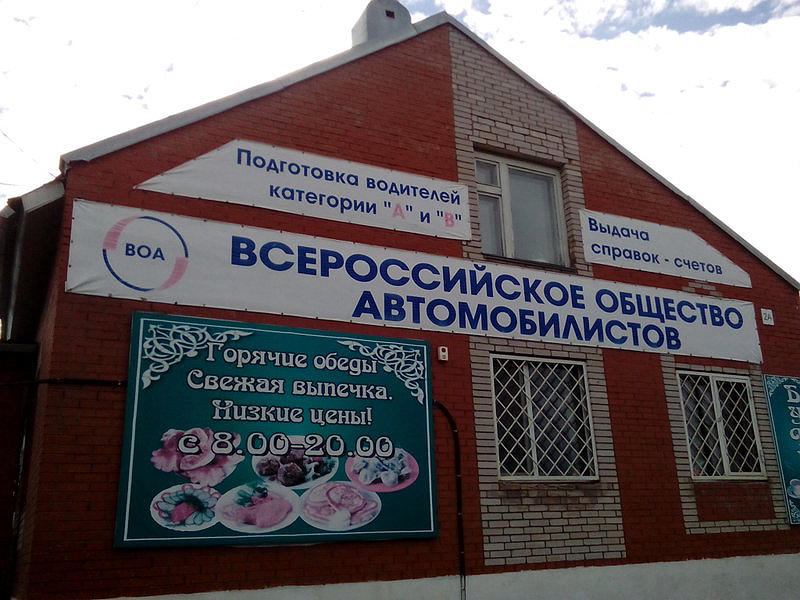 Подготовка водителей
категории "А" и "В"
Выдача
справок - счетов
ВОА
ВСЕРОССИЙСКОЕ ОБЩЕСТВО
АВТОМОБИЛИСТОВ
2А
Горячие обеды
Свежая выпечка.
Низкие цены!
с 8.00-20.00